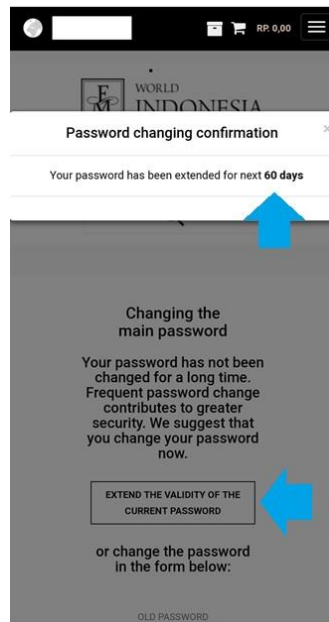 RP. 0,00
FM
WORLD
INDONESIA
Password changing confirmation
×
Your password has been extended for next 60 days
Changing the
main password
Your password has not been
changed for a long time.
Frequent password change
contributes to greater
security. We suggest that
you change your password
now.
EXTEND THE VALIDITY OF THE
CURRENT PASSWORD
or change the password
in the form below:
OLD PASSWORD